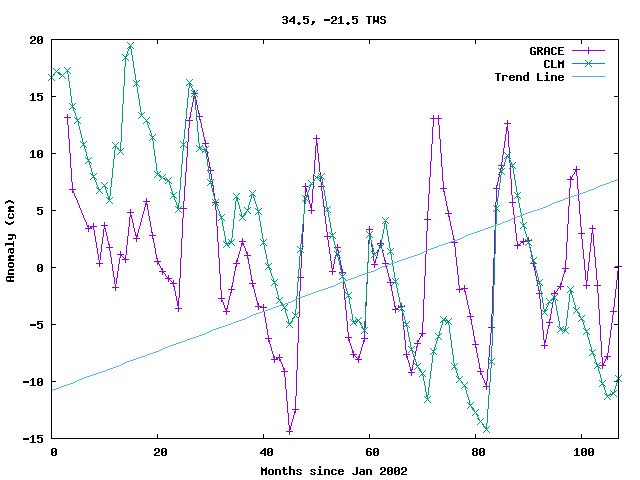 34.5, -21.5 TWS
GRACE
CLM
Trend Line
20
15
10
5
0
-5
-10
-15
Anomaly (cm)
0 20 40 60 80 100
Months since Jan 2002